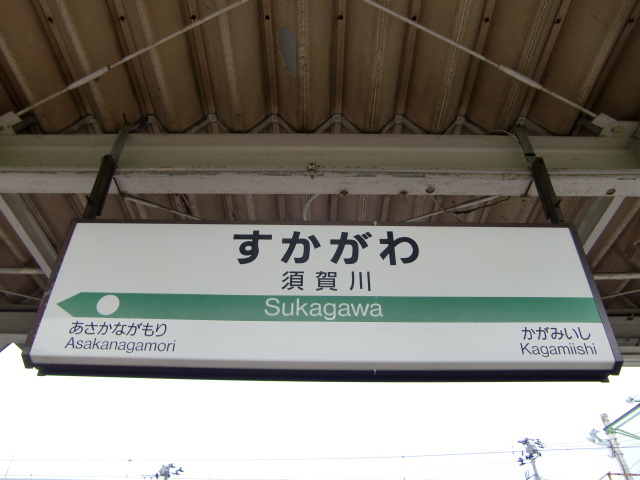 すかがわ
須賀川
Sukagawa
あさかながもり
Asakanagamori
かがみいし
Kagamiishi